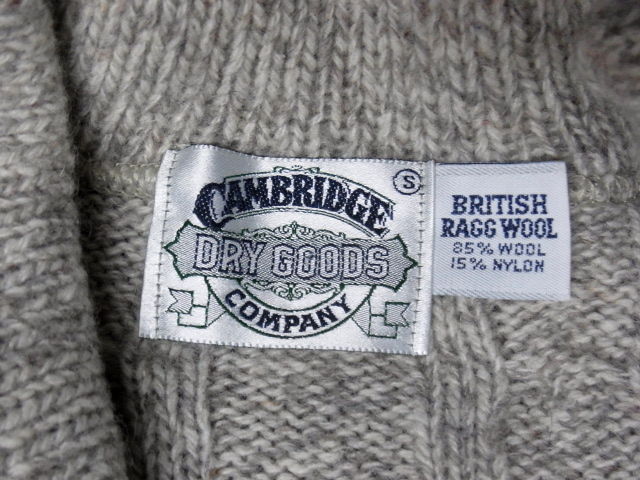 CAMBRIDGE
DRY GOODS
COMPANY
S
BRITISH
RAGG WOOL
85% WOOL
15% NYLON